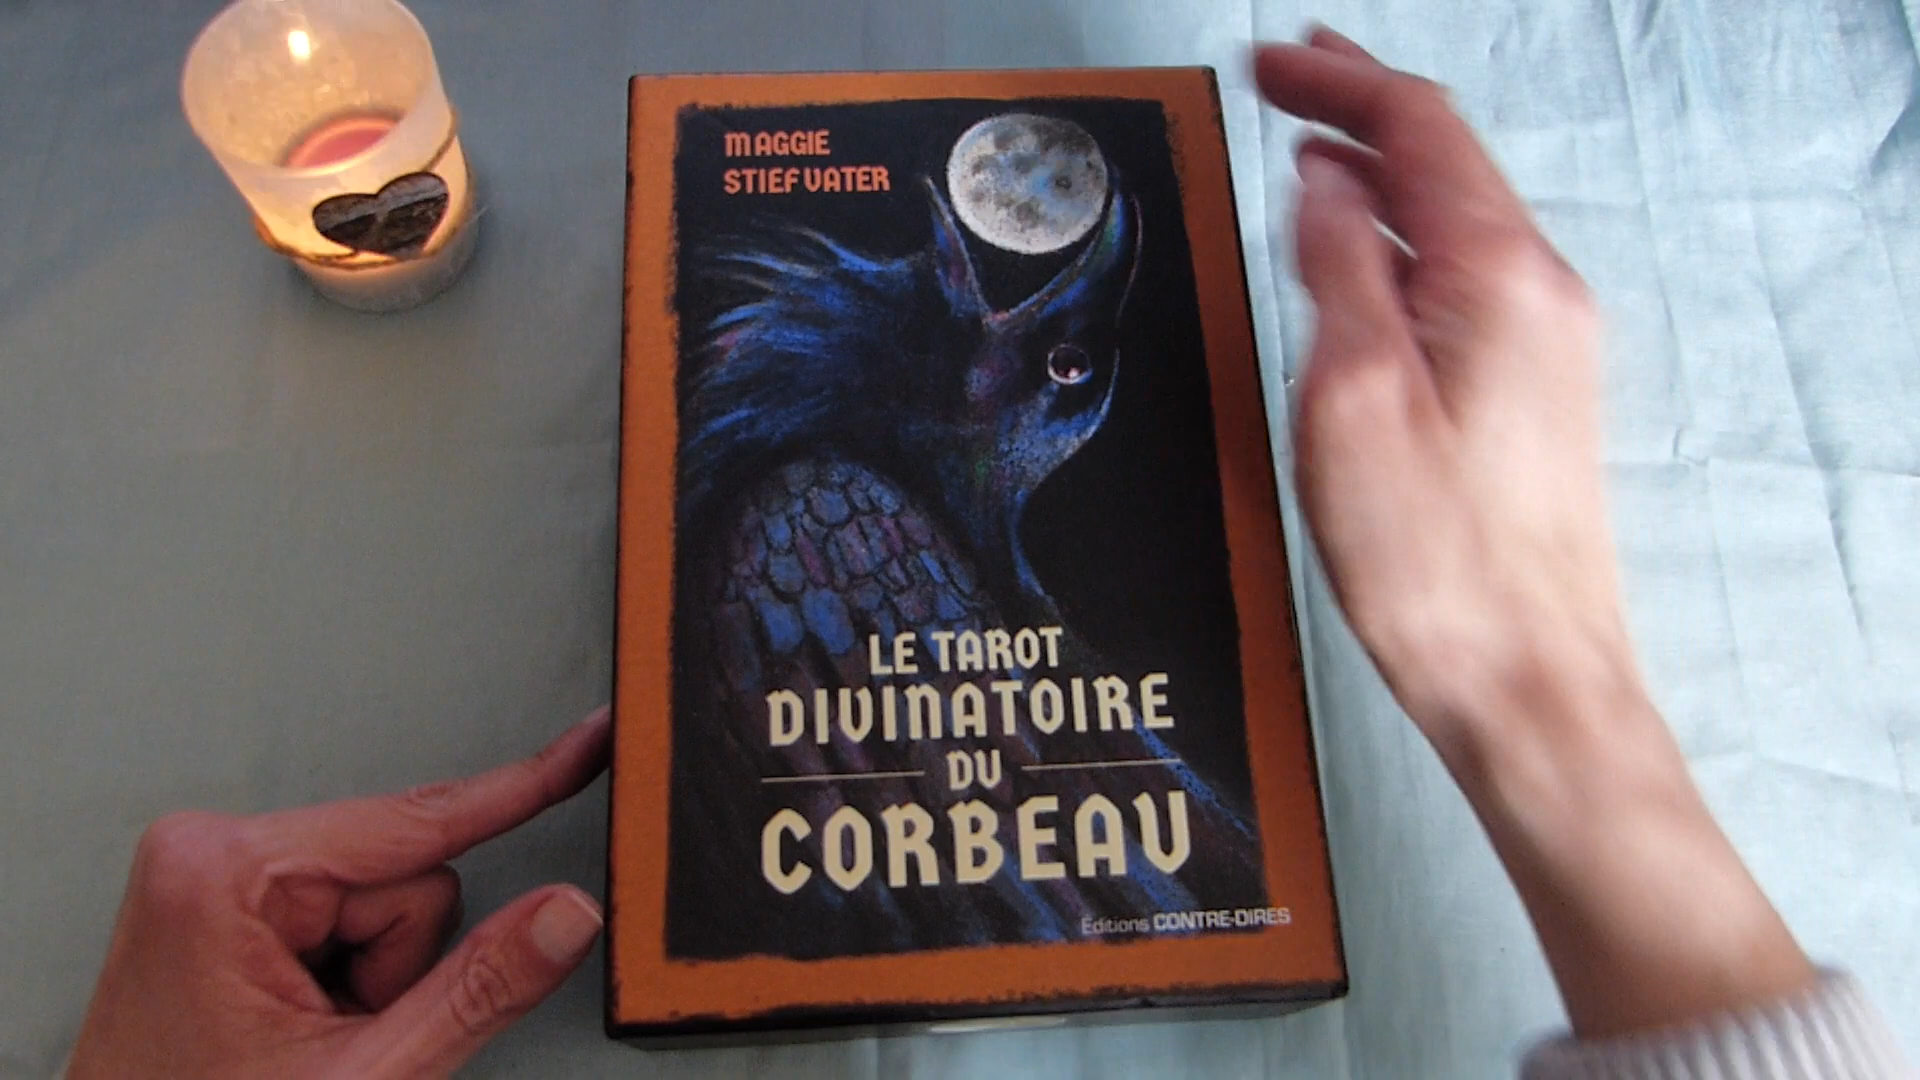 MAGGIE
STIEFVATER
LE TAROT
DIVINATOIRE
DU
CORBEAU
Éditions CONTRE-DIRES